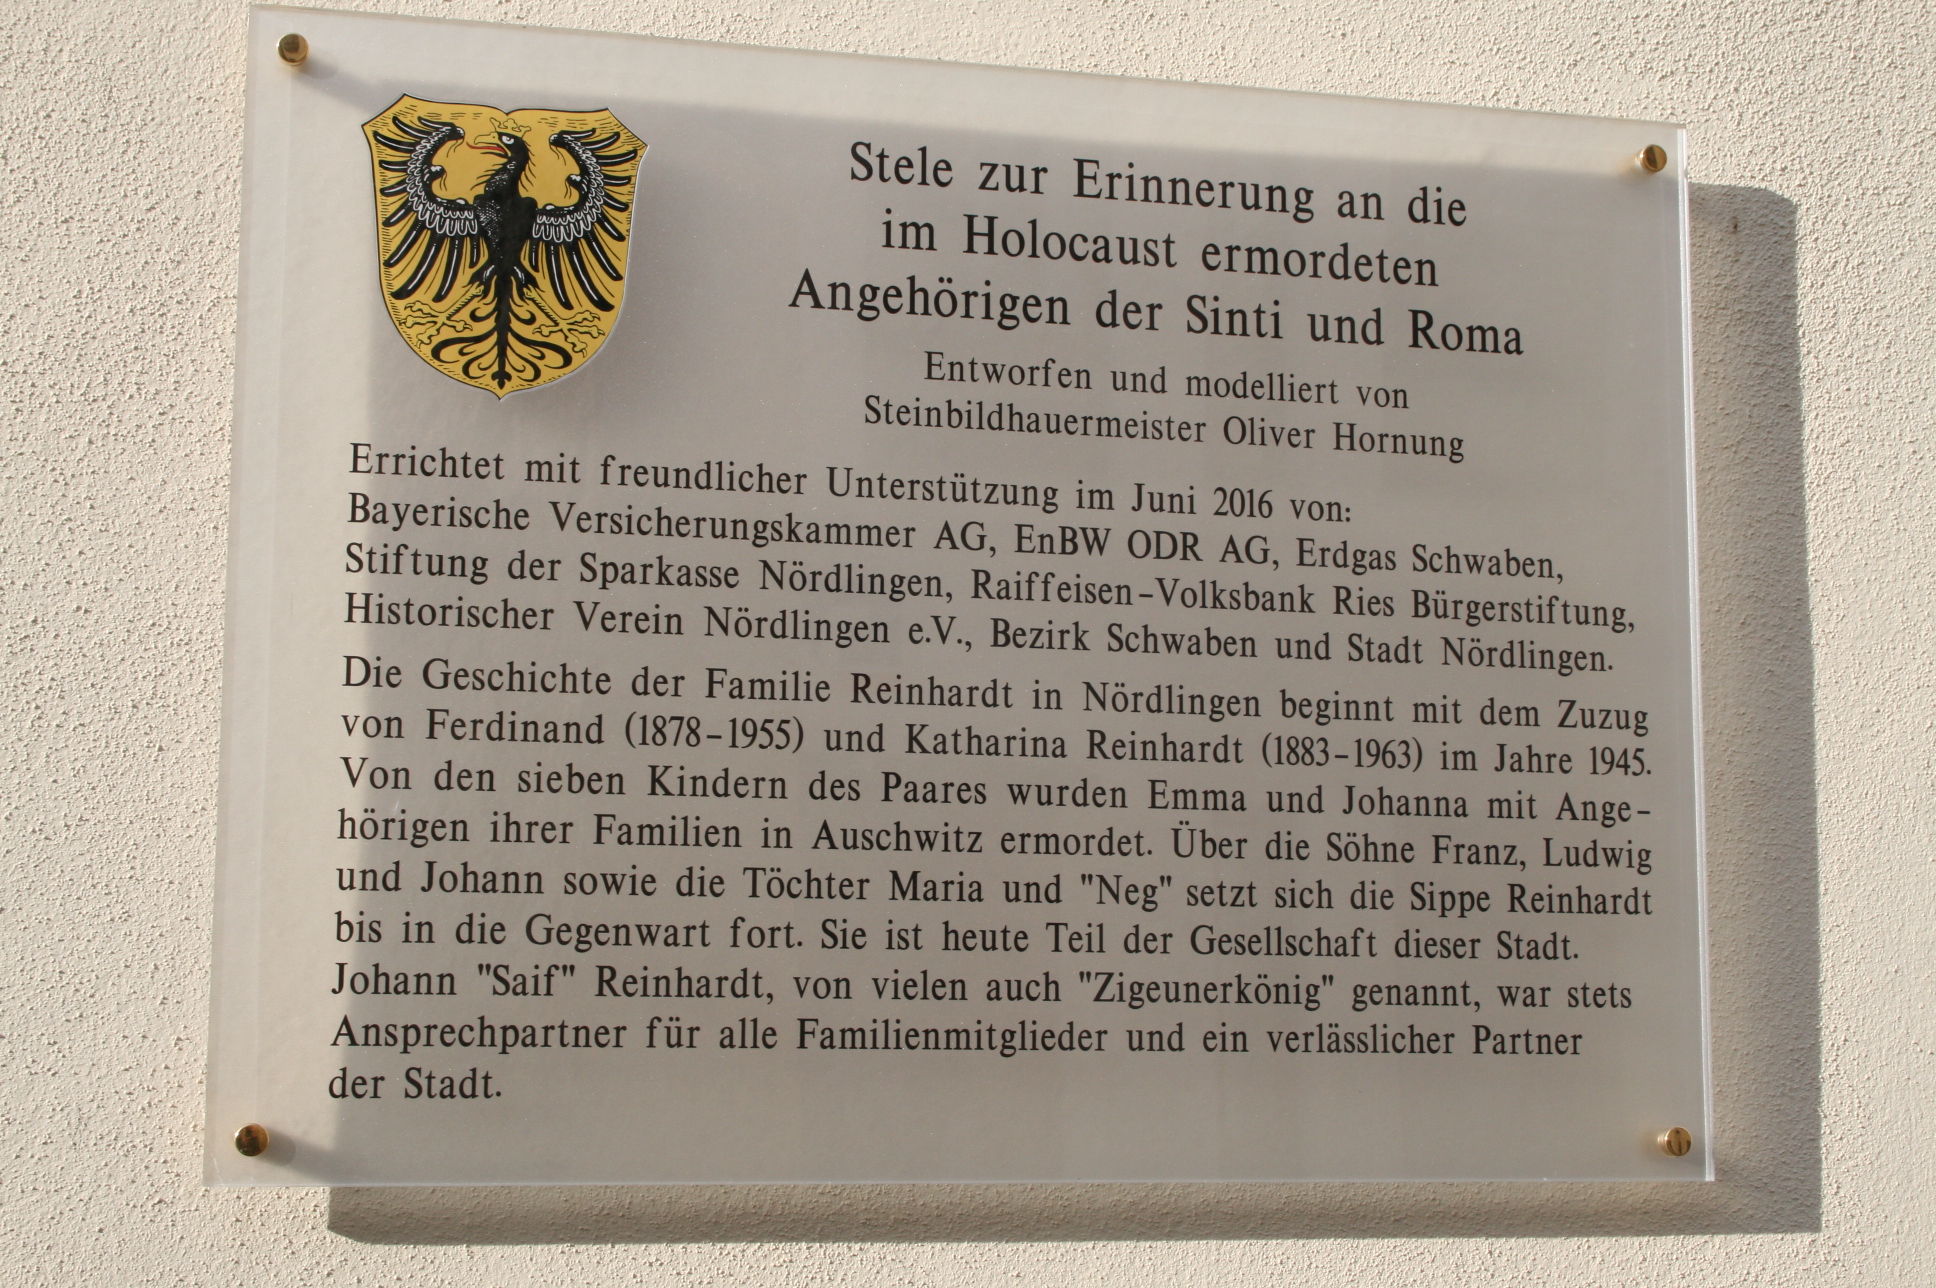 Stele zur Erinnerung an die
im Holocaust ermordeten
Angehörigen der Sinti und Roma
Entworfen und modelliert von
Steinbildhauermeister Oliver Hornung
Errichtet mit freundlicher Unterstützung im Juni 2016 von:
Bayerische Versicherungskammer AG, EnBW ODR AG, Erdgas Schwaben,
Stiftung der Sparkasse Nördlingen, Raiffeisen-Volksbank Ries Bürgerstiftung,
Historischer Verein Nördlingen e.V., Bezirk Schwaben und Stadt Nördlingen.
Die Geschichte der Familie Reinhardt in Nördlingen beginnt mit dem Zuzug
von Ferdinand (1878-1955) und Katharina Reinhardt (1883-1963) im Jahre 1945.
Von den sieben Kindern des Paares wurden Emma und Johanna mit Ange-
hörigen ihrer Familien in Auschwitz ermordet. Über die Söhne Franz, Ludwig
und Johann sowie die Töchter Maria und "Neg" setzt sich die Sippe Reinhardt
bis in die Gegenwart fort. Sie ist heute Teil der Gesellschaft dieser Stadt.
Johann "Saif" Reinhardt, von vielen auch "Zigeunerkönig" genannt, war stets
Ansprechpartner für alle Familienmitglieder und ein verlässlicher Partner
der Stadt.